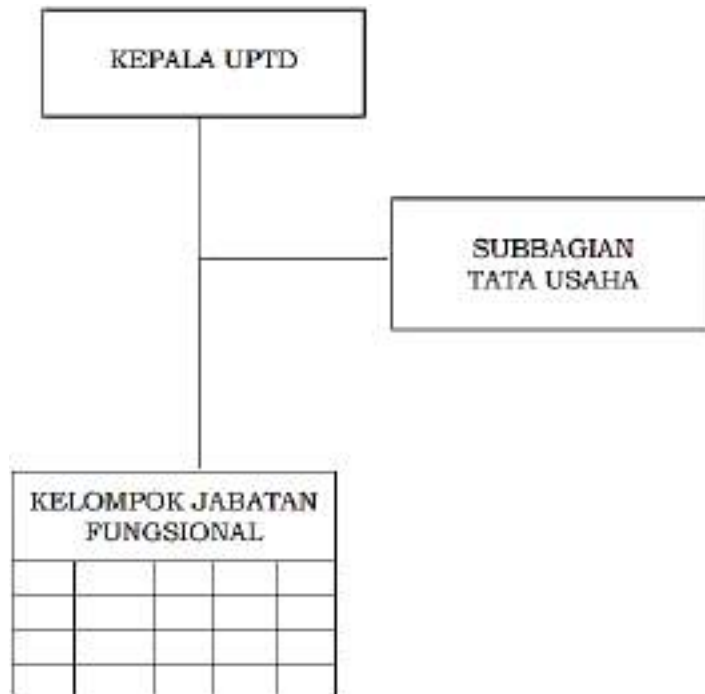 KEPALA UPTD
SUBBAGIAN
TATA USAHA
KELOMPOK JABATAN
FUNGSIONAL